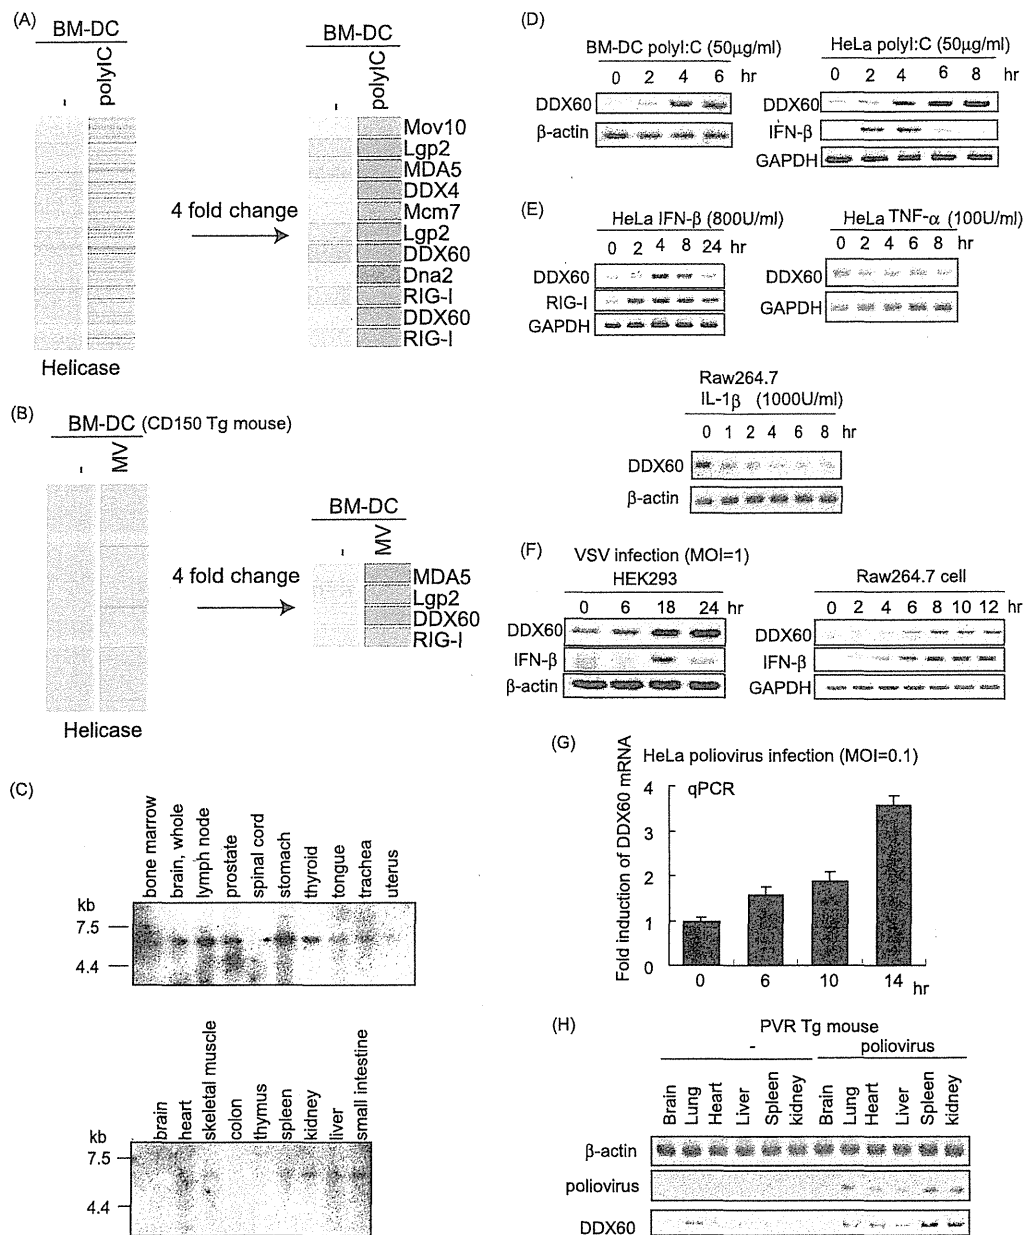 (A)
BM-DC
-
polyIC
4 fold change
BM-DC
-
polyIC
Mov10
Lgp2
MDA5
DDX4
Mcm7
Lgp2
DDX60
Dna2
RIG-I
DDX60
RIG-I
Helicase
(B)
BM-DC (CD150 Tg mouse)
-
MV
4 fold change
BM-DC
-
MV
MDA5
Lgp2
DDX60
RIG-I
Helicase
(C)
bone marrow
brain, whole
lymph node
prostate
spinal cord
stomach
thyroid
tongue
trachea
uterus
kb
7.5
4.4
brain
heart
skeletal muscle
colon
thymus
spleen
kidney
liver
small intestine
kb
7.5
4.4
(D)
BM-DC polyI:C (50μg/ml)
0 2 4 6 hr
DDX60
β-actin
HeLa polyI:C (50μg/ml)
0 2 4 6 8 hr
DDX60
IFN-β
GAPDH
(E)
HeLa IFN-β (800U/ml)
0 2 4 8 24 hr
DDX60
RIG-I
GAPDH
HeLa TNF-α (100U/ml)
0 2 4 6 8 hr
DDX60
GAPDH
Raw264.7
IL-1β (1000U/ml)
0 1 2 4 6 8 hr
DDX60
β-actin
(F)
VSV infection (MOI=1)
HEK293
0 6 18 24 hr
DDX60
IFN-β
β-actin
Raw264.7 cell
0 2 4 6 8 10 12 hr
DDX60
IFN-β
GAPDH
(G)
HeLa poliovirus infection (MOI=0.1)
qPCR
Fold induction of DDX60 mRNA
4
3
2
1
0
0 6 10 14 hr
(H)
PVR Tg mouse
- poliovirus
Brain
Lung
Heart
Liver
Spleen
kidney
Brain
Lung
Heart
Liver
Spleen
kidney
β-actin
poliovirus
DDX60